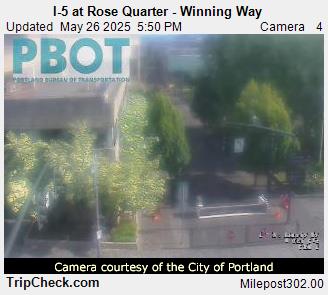 I-5 at Rose Quarter - Winning Way
Updated May 26 2025 5:50 PM Camera 4
PBOT
PORTLAND BUREAU OF TRANSPORTATION
Camera courtesy of the City of Portland
TripCheck.com Milepost302.00